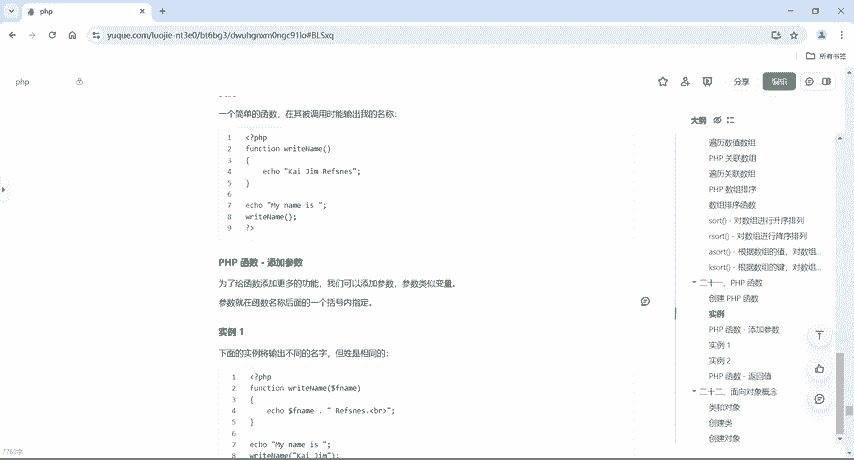 php
yuque.com/luojie-nt3e0/bt6bg3/dwuhgnxm0ngc91lo#BLSxq
所有书签
php
分享
编辑
一个简单的函数，在其被调用时能输出我的名称：
1 <?php
2 function writeName()
3 {
4 echo "Kai Jim Refsnes";
5 }
6
7 echo "My name is ";
8 writeName();
9 ?>
PHP 函数 - 添加参数
为了给函数添加更多的功能，我们可以添加参数，参数类似变量。
参数就在函数名称后面的一个括号内指定。
实例 1
下面的实例将输出不同的名字，但姓是相同的：
1 <?php
2 function writeName($fname)
3 {
4 echo $fname . " Refsnes.<br>";
5 }
6
7 echo "My name is ";
8 writeName("Kai Jim");
7789字
大纲
遍历数值数组
PHP 关联数组
遍历关联数组
PHP 数组排序
数组排序函数
sort() - 对数组进行升序排列
rsort() - 对数组进行降序排列
asort() - 根据数组的值，对数组...
ksort() - 根据数组的键，对数组...
二十一、PHP 函数
创建 PHP 函数
实例
PHP 函数 - 添加参数
实例 1
实例 2
PHP 函数 - 返回值
二十二、面向对象概念
类和对象
创建类
创建对象